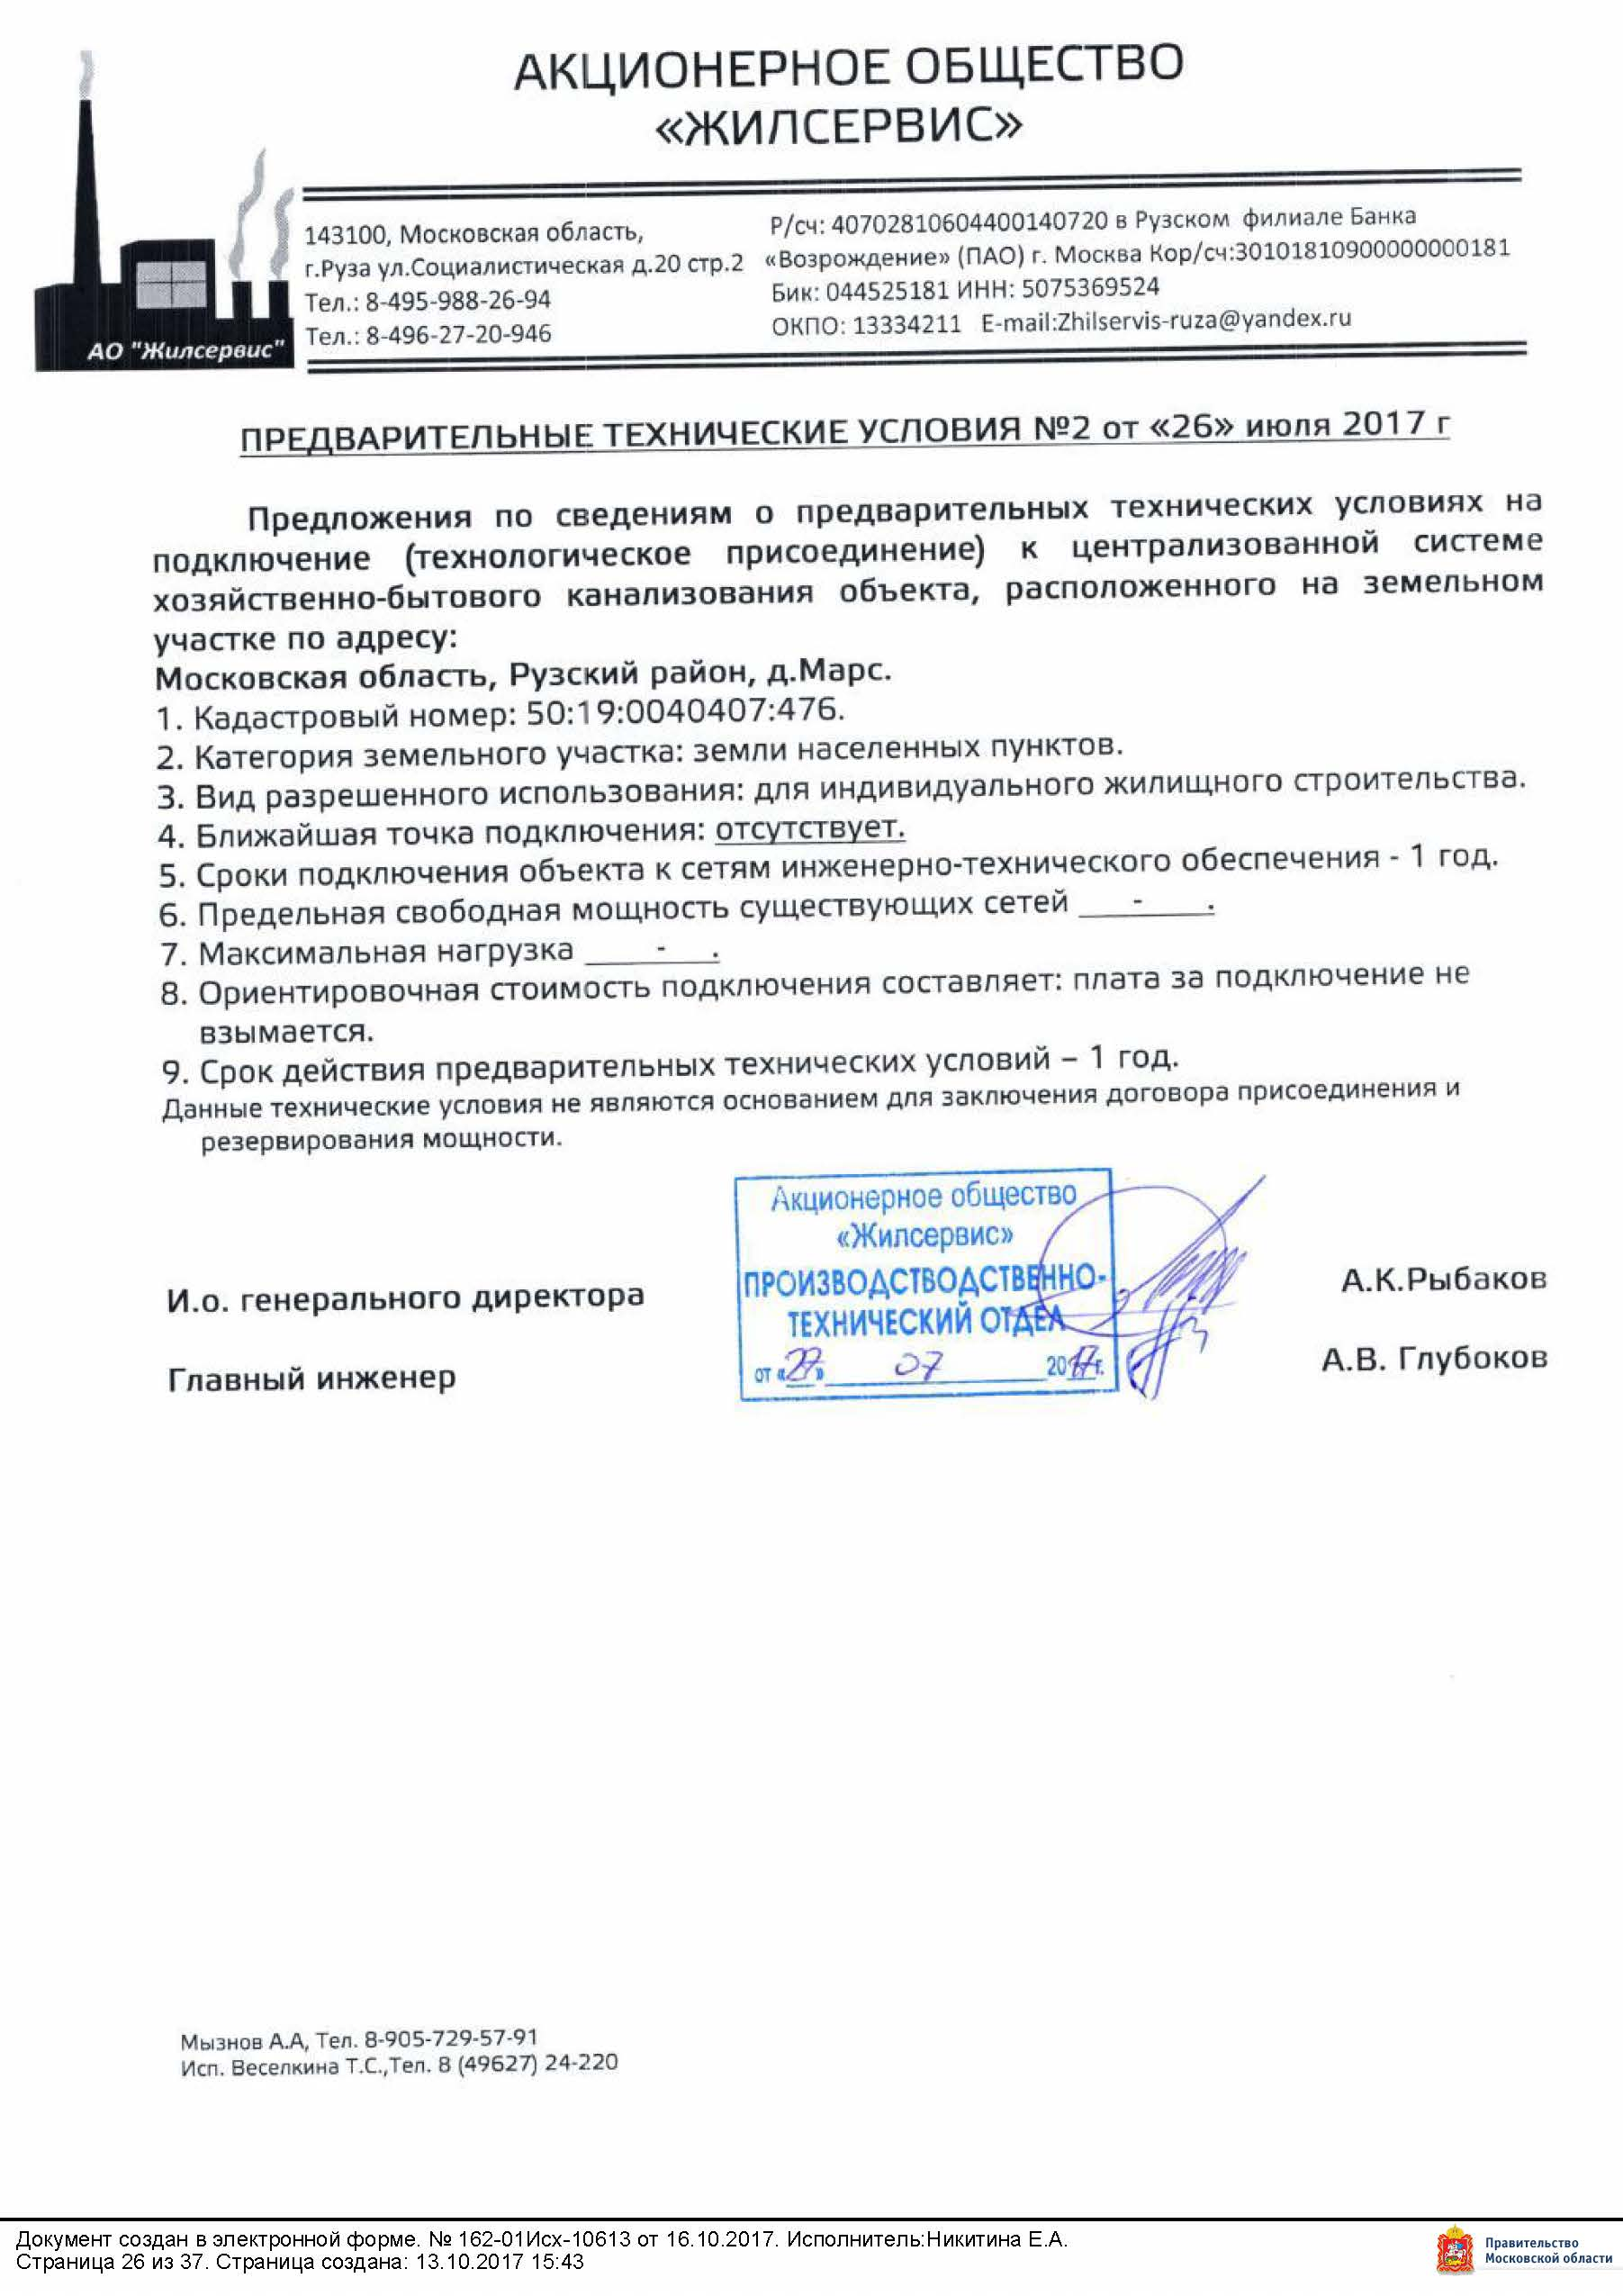 АКЦИОНЕРНОЕ ОБЩЕСТВО
«ЖИЛСЕРВИС»
АО "Жилсервис"
143100, Московская область,
г.Руза ул.Социалистическая д.20 стр.2
Тел.: 8-495-988-26-94
Тел.: 8-496-27-20-946
Р/сч: 40702810604400140720 в Рузском филиале Банка
«Возрождение» (ПАО) г. Москва Кор/сч:30101810900000000181
Бик: 044525181 ИНН: 5075369524
ОКПО: 13334211 E-mail:Zhilservis-ruza@yandex.ru
ПРЕДВАРИТЕЛЬНЫЕ ТЕХНИЧЕСКИЕ УСЛОВИЯ №2 от «26» июля 2017 г
Предложения по сведениям о предварительных технических условиях на
подключение (технологическое присоединение) к централизованной системе
хозяйственно-бытового канализования объекта, расположенного на земельном
участке по адресу:
Московская область, Рузский район, д.Марс.
1. Кадастровый номер: 50:19:0040407:476.
2. Категория земельного участка: земли населенных пунктов.
3. Вид разрешенного использования: для индивидуального жилищного строительства.
4. Ближайшая точка подключения: отсутствует.
5. Сроки подключения объекта к сетям инженерно-технического обеспечения - 1 год.
6. Предельная свободная мощность существующих сетей ___-___.
7. Максимальная нагрузка ___-___.
8. Ориентировочная стоимость подключения составляет: плата за подключение не
взымается.
9. Срок действия предварительных технических условий – 1 год.
Данные технические условия не являются основанием для заключения договора присоединения и
резервирования мощности.
Акционерное общество
«Жилсервис»
ПРОИЗВОДСТВОДСТВЕННО-
ТЕХНИЧЕСКИЙ ОТДЕЛ
от «27» 07 2017г.
И.о. генерального директора А.К.Рыбаков
Главный инженер А.В. Глубоков
Мызнов А.А, Тел. 8-905-729-57-91
Исп. Веселкина Т.С.,Тел. 8 (49627) 24-220
Документ создан в электронной форме. № 162-01Исх-10613 от 16.10.2017. Исполнитель:Никитина Е.А.
Страница 26 из 37. Страница создана: 13.10.2017 15:43
Правительство
Московской области